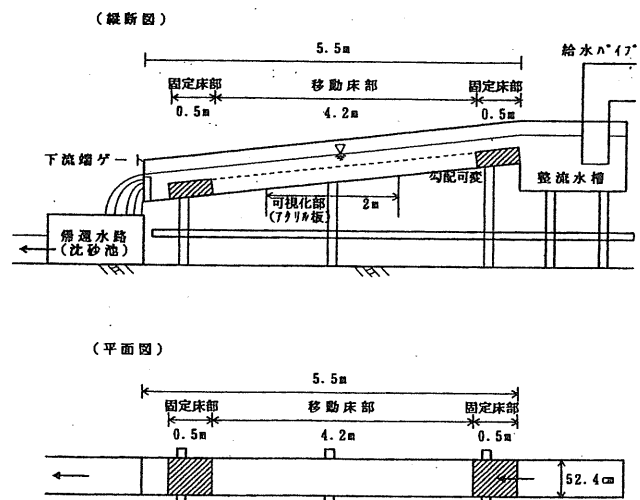 (縦断図)
5.5m
給水パイプ
固定床部
移動床部
固定床部
0.5m
4.2m
0.5m
下流端ゲート
勾配可変
整流水槽
可視化部
(アクリル板)
2m
帰還水路
(沈砂池)
(平面図)
5.5m
固定床部
移動床部
固定床部
0.5m
4.2m
0.5m
52.4cm